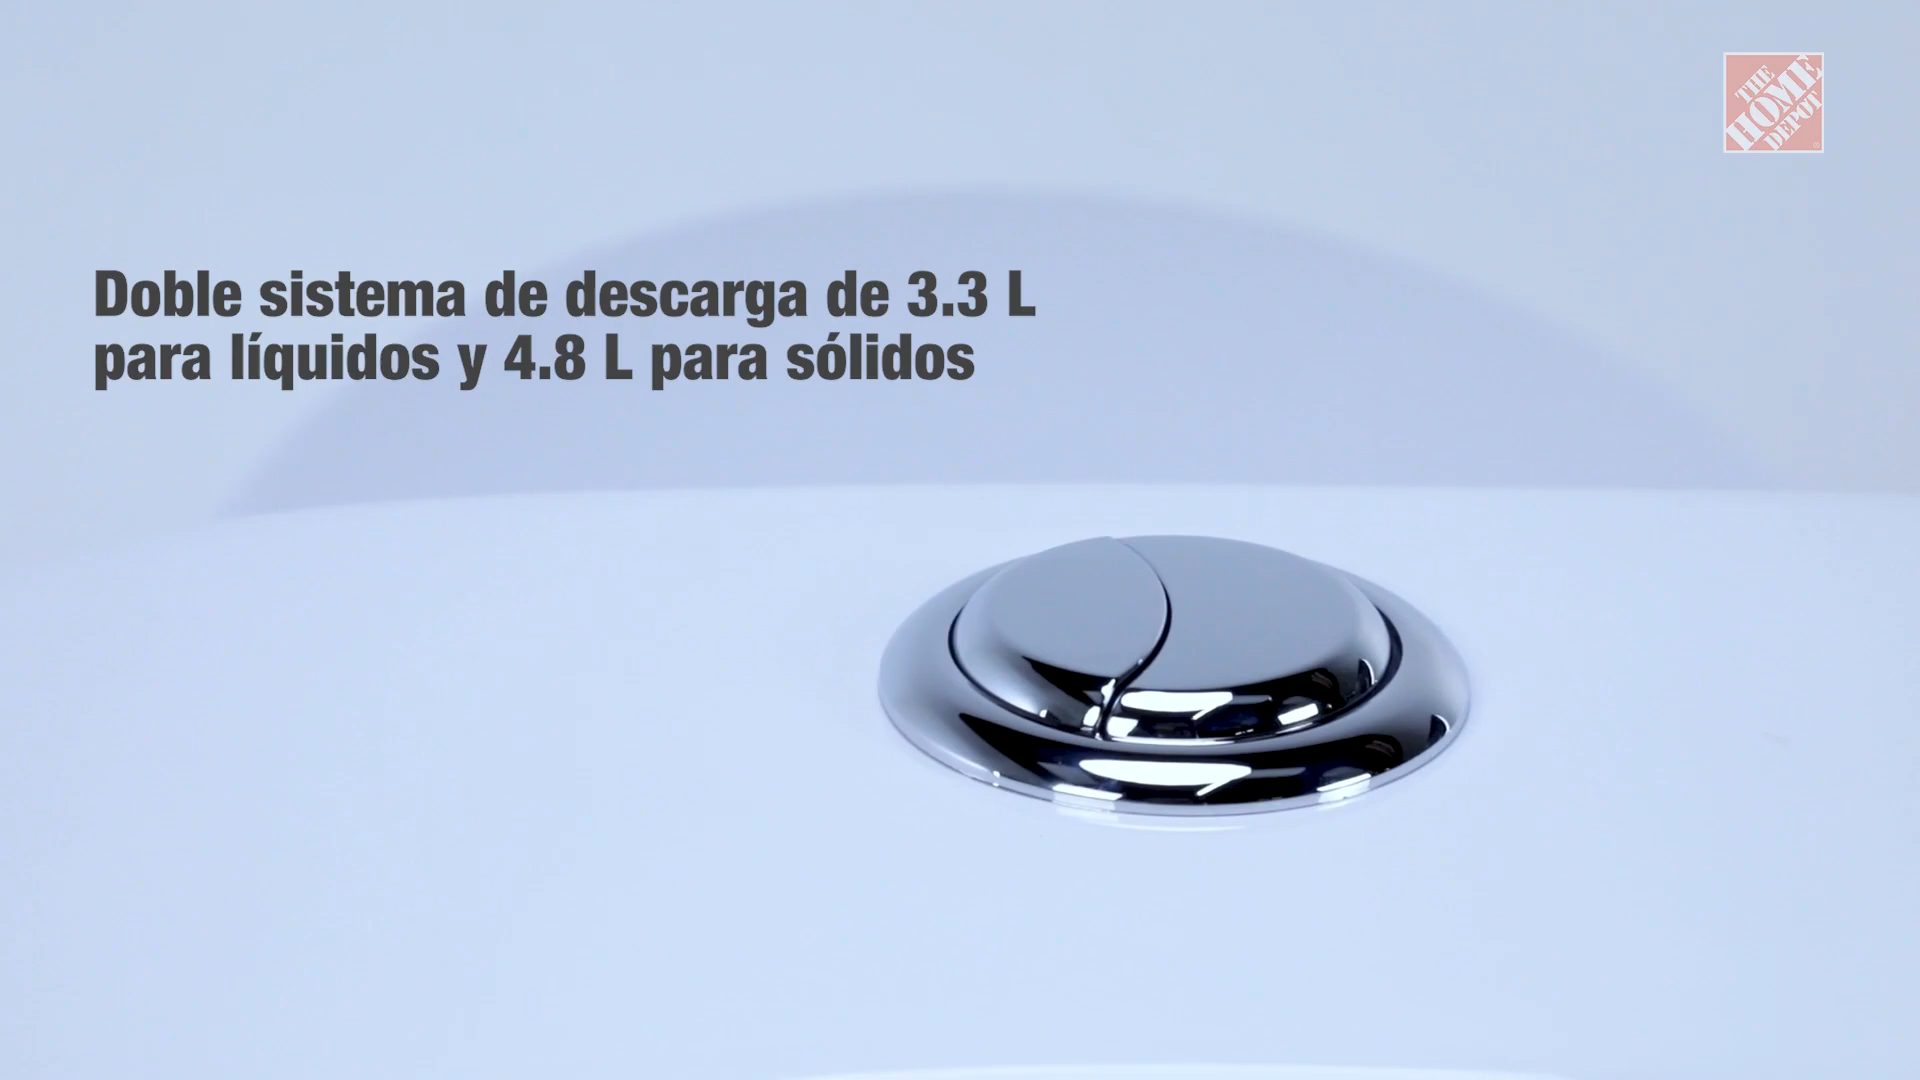 THE
HOME
DEPOT
Doble sistema de descarga de 3.3 L
para líquidos y 4.8 L para sólidos